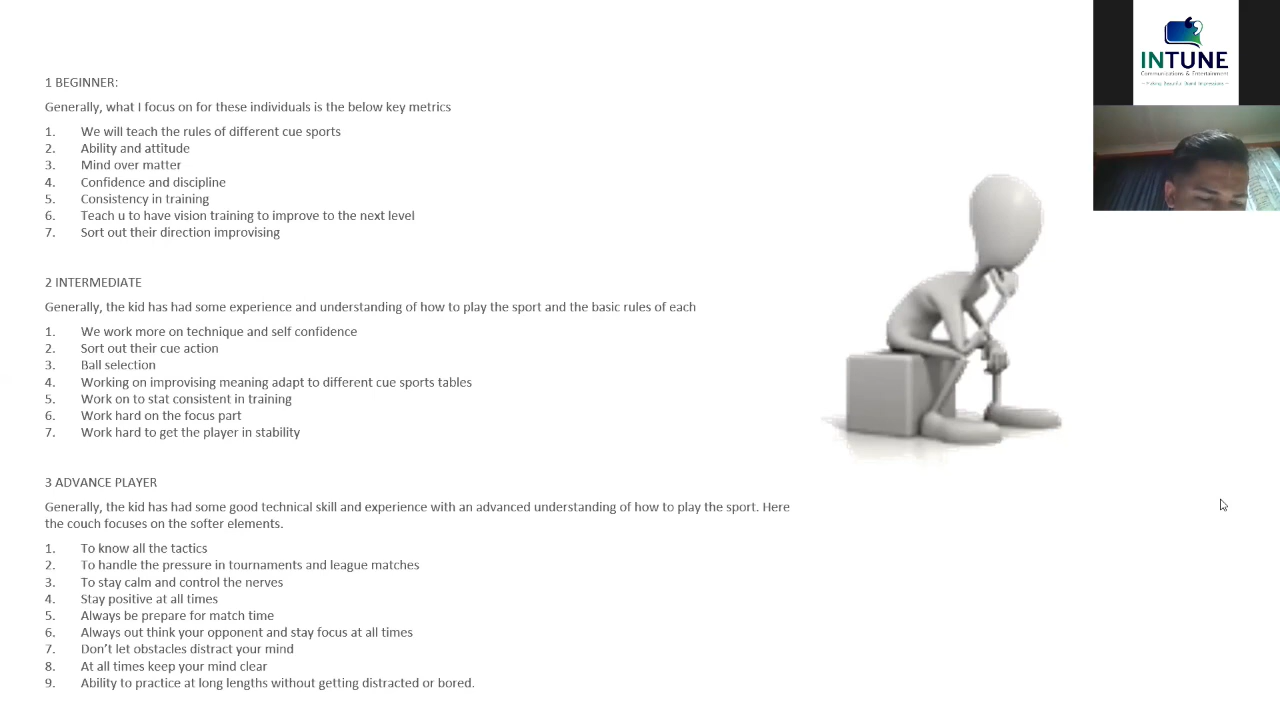 1 BEGINNER:
Generally, what I focus on for these individuals is the below key metrics
1. We will teach the rules of different cue sports
2. Ability and attitude
3. Mind over matter
4. Confidence and discipline
5. Consistency in training
6. Teach u to have vision training to improve to the next level
7. Sort out their direction improvising
2 INTERMEDIATE
Generally, the kid has had some experience and understanding of how to play the sport and the basic rules of each
1. We work more on technique and self confidence
2. Sort out their cue action
3. Ball selection
4. Working on improvising meaning adapt to different cue sports tables
5. Work on to stat consistent in training
6. Work hard on the focus part
7. Work hard to get the player in stability
3 ADVANCE PLAYER
Generally, the kid has had some good technical skill and experience with an advanced understanding of how to play the sport. Here
the couch focuses on the softer elements.
1. To know all the tactics
2. To handle the pressure in tournaments and league matches
3. To stay calm and control the nerves
4. Stay positive at all times
5. Always be prepare for match time
6. Always out think your opponent and stay focus at all times
7. Don't let obstacles distract your mind
8. At all times keep your mind clear
9. Ability to practice at long lengths without getting distracted or bored.
INTUNE
Communications & Entertainment